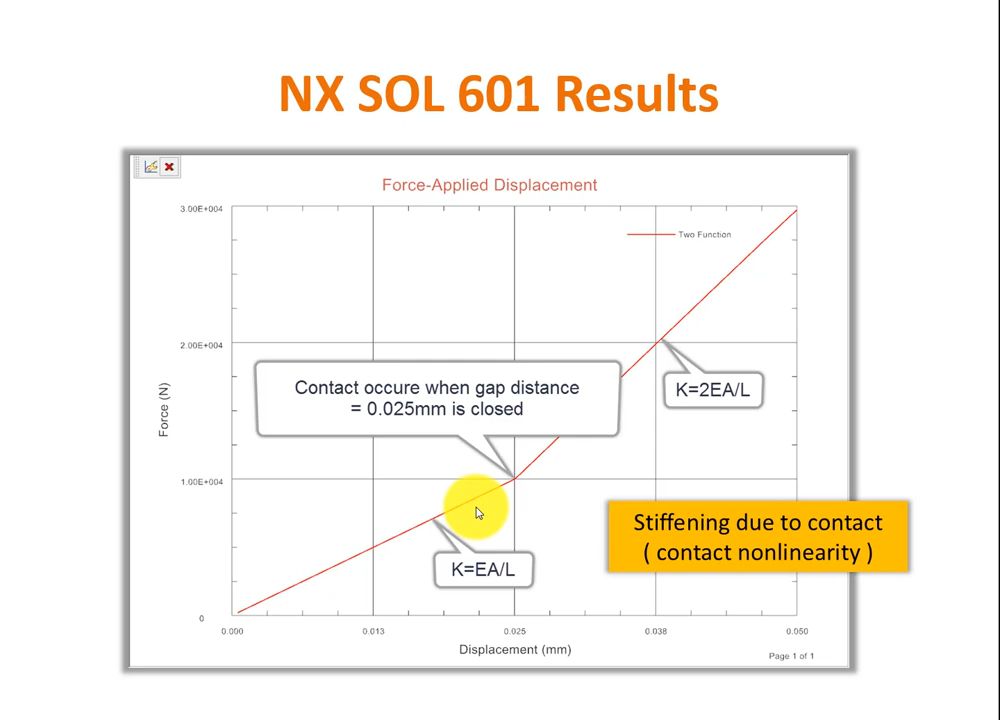 NX SOL 601 Results
Force-Applied Displacement
3.00E+004
Two Function
2.00E+004
Contact occure when gap distance
= 0.025mm is closed
K=2EA/L
Force (N)
1.00E+004
Stiffening due to contact
( contact nonlinearity )
K=EA/L
0
0.000
0.013
0.025
0.038
0.050
Displacement (mm)
Page 1 of 1